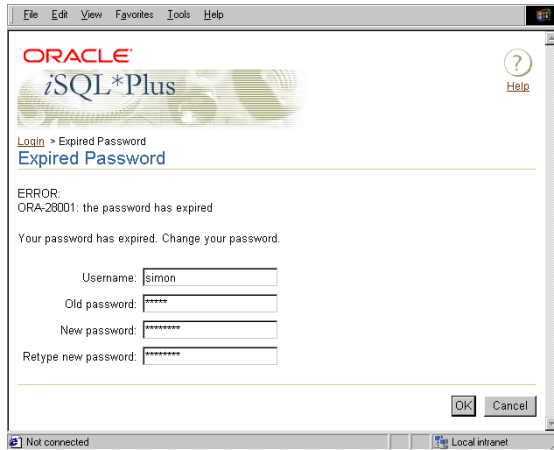 File Edit View Favorites Tools Help
ORACLE
iSQL*Plus
?
Help
Login > Expired Password
Expired Password
ERROR:
ORA-28001: the password has expired
Your password has expired. Change your password.
Username: simon
Old password: *****
New password: ********
Retype new password: ********
OK Cancel
Not connected Local intranet